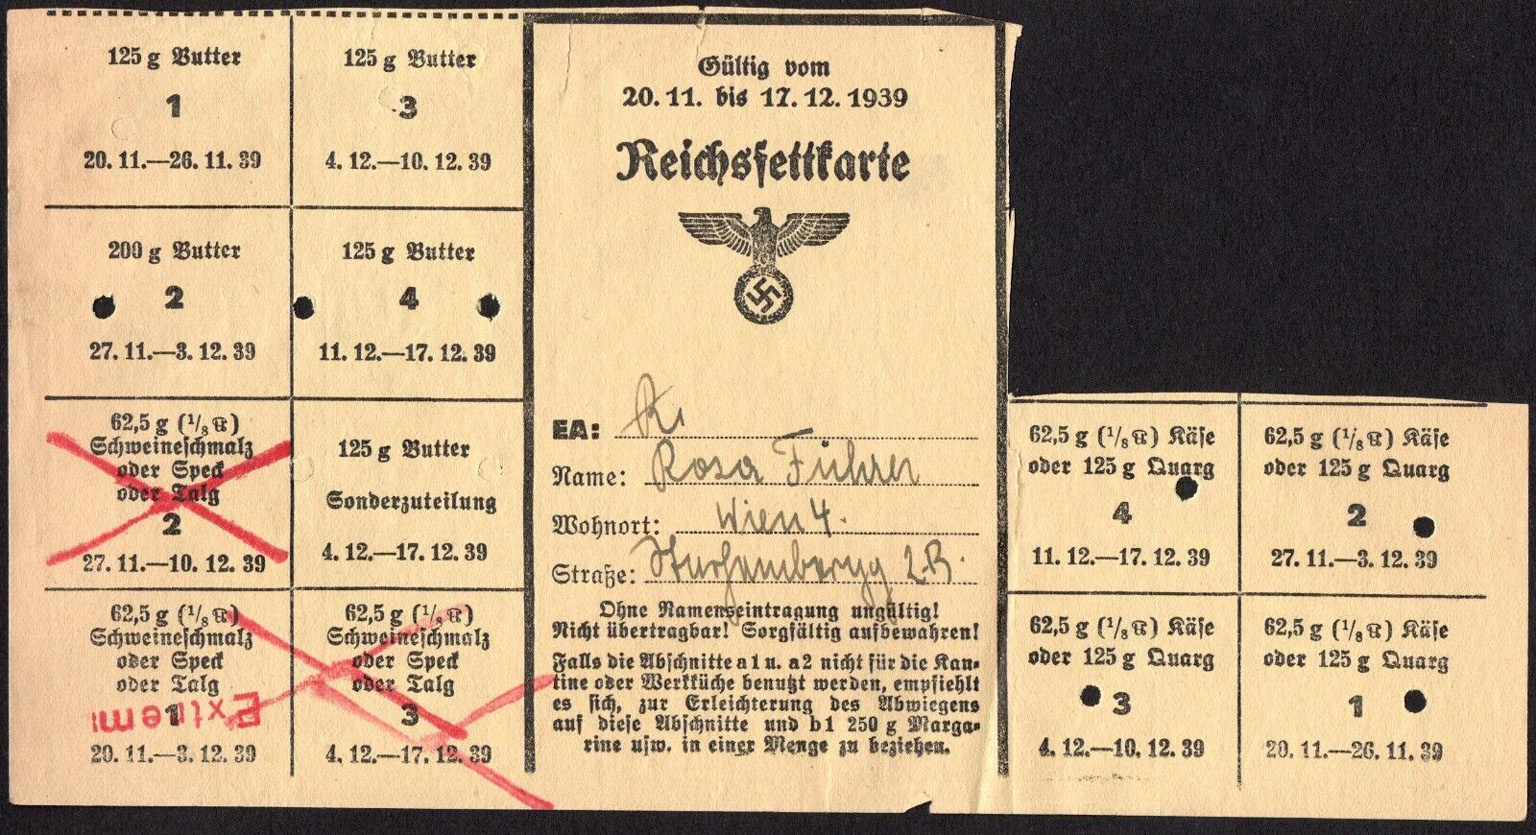 125 g Butter
1
20. 11.—26. 11. 39
125 g Butter
3
4. 12.—10. 12. 39
200 g Butter
2
27. 11.—3. 12. 39
125 g Butter
4
11. 12.—17. 12. 39
62,5 g (1/8 ℔)
Schweineschmalz
oder Speck
oder Talg
2
27. 11.—10. 12. 39
125 g Butter
Sonderzuteilung
4. 12.—17. 12. 39
62,5 g (1/8 ℔)
Schweineschmalz
oder Speck
oder Talg
1
Extrem
20. 11.—3. 12. 39
62,5 g (1/8 ℔)
Schweineschmalz
oder Speck
oder Talg
3
4. 12.—17. 12. 39
Gültig vom
20. 11. bis 17. 12. 1939
Reichsfettkarte
EA:
Name: Rosa Führer
Wohnort: Wien 4.
Straße:
Ohne Namenseintragung ungültig!
Nicht übertragbar! Sorgfältig aufbewahren!
Falls die Abschnitte a1 u. a2 nicht für die Kan-
tine oder Werkküche benutzt werden, empfiehlt
es sich, zur Erleichterung des Abwiegens
auf diese Abschnitte und b1 250 g Marga-
rine usw. in einer Menge zu beziehen.
62,5 g (1/8 ℔) Käse
oder 125 g Quarg
4
11. 12.—17. 12. 39
62,5 g (1/8 ℔) Käse
oder 125 g Quarg
2
27. 11.—3. 12. 39
62,5 g (1/8 ℔) Käse
oder 125 g Quarg
3
4. 12.—10. 12. 39
62,5 g (1/8 ℔) Käse
oder 125 g Quarg
1
20. 11.—26. 11. 39